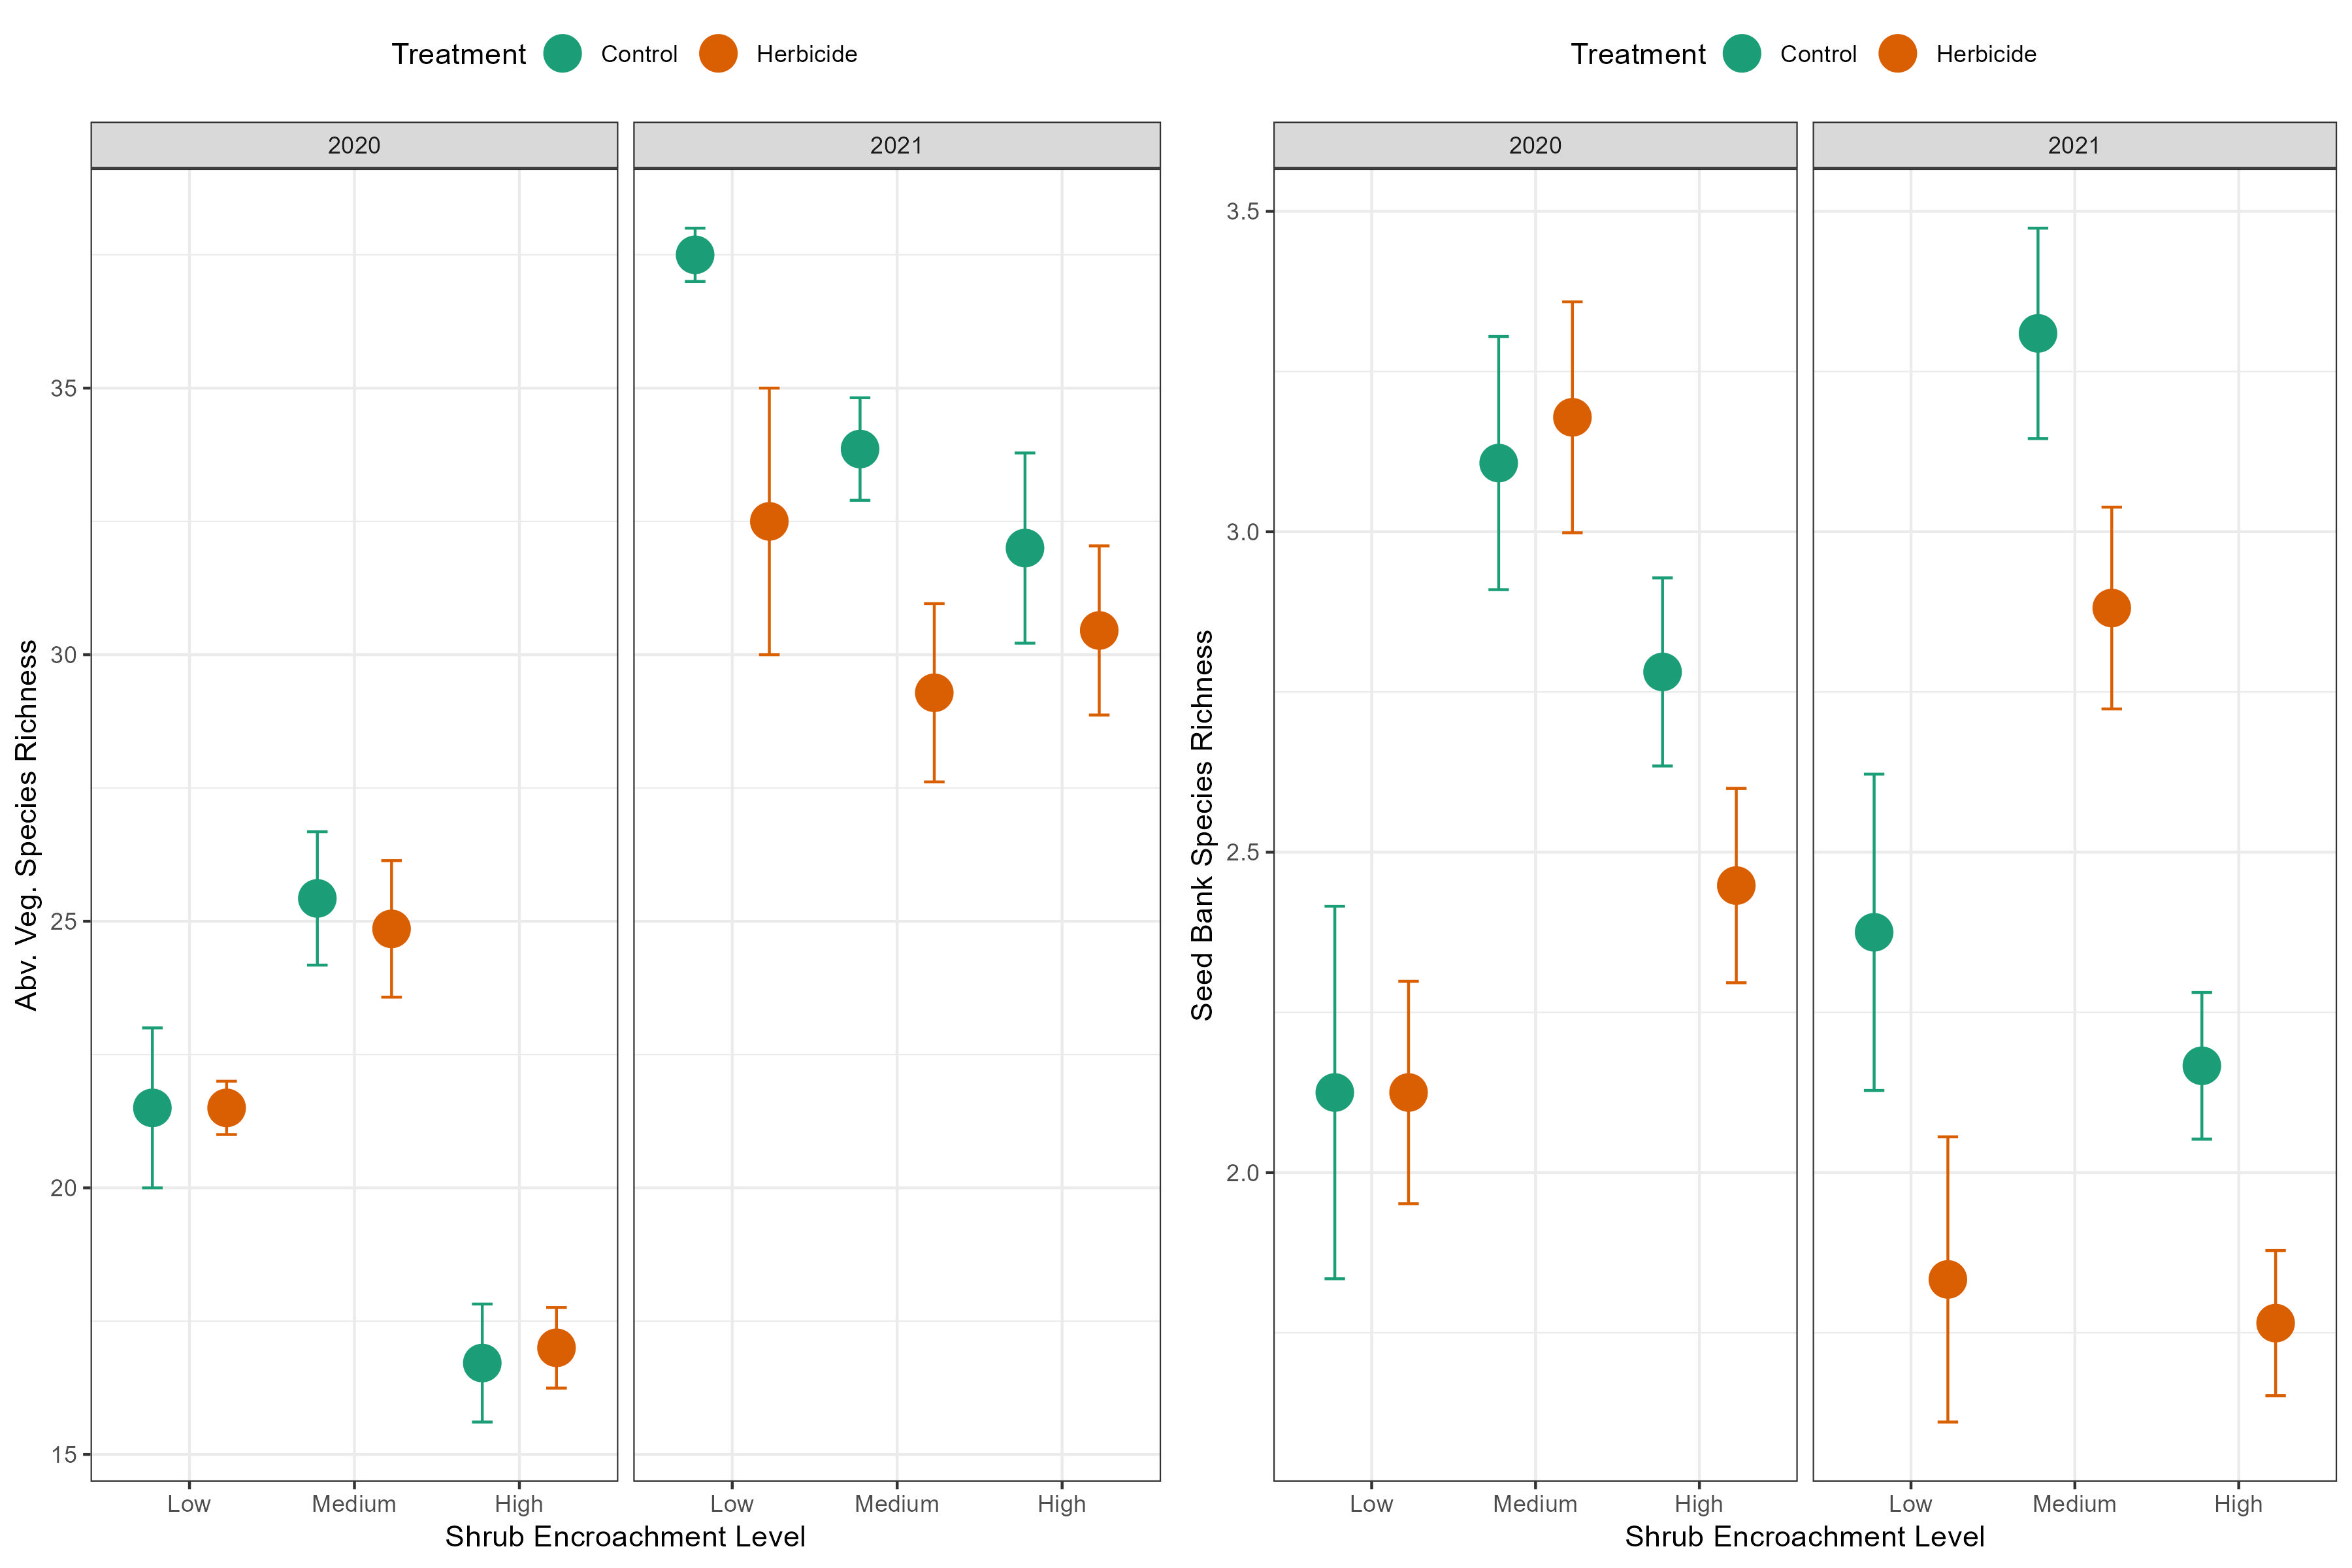 Treatment Control Herbicide
2020 2021
35
30
25
20
15
Abv. Veg. Species Richness
Low Medium High Low Medium High
Shrub Encroachment Level
Treatment Control Herbicide
2020 2021
3.5
3.0
2.5
2.0
Seed Bank Species Richness
Low Medium High Low Medium High
Shrub Encroachment Level